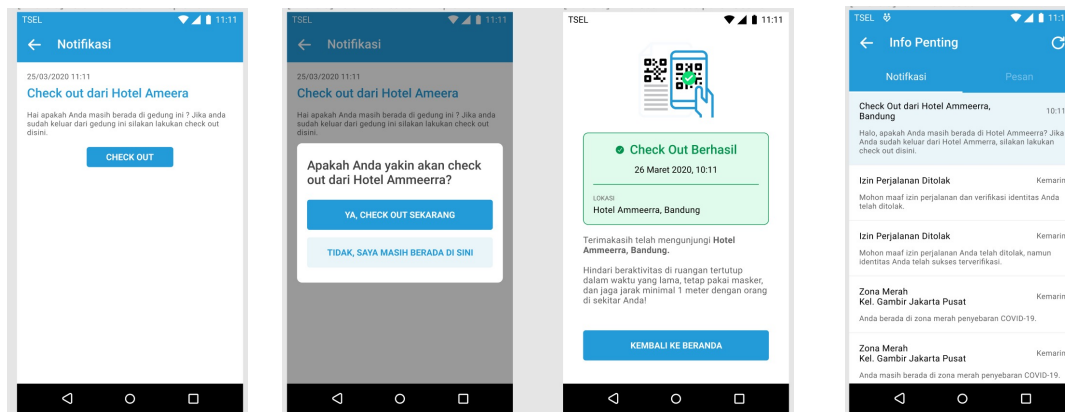 TSEL 11:11
Notifikasi
25/03/2020 11:11
Check out dari Hotel Ameera
Hai apakah Anda masih berada di gedung ini ? Jika anda
sudah keluar dari gedung ini silakan lakukan check out
disini.
CHECK OUT
TSEL 11:11
Notifikasi
25/03/2020 11:11
Check out dari Hotel Ameera
Hai apakah Anda masih berada di gedung ini ? Jika anda
sudah keluar dari gedung ini silakan lakukan check out
disini.
Apakah Anda yakin akan check
out dari Hotel Ammeerra?
YA, CHECK OUT SEKARANG
TIDAK, SAYA MASIH BERADA DI SINI
TSEL 11:11
Check Out Berhasil
26 Maret 2020, 10:11
LOKASI
Hotel Ammeerra, Bandung
Terimakasih telah mengunjungi Hotel
Ammeerra, Bandung.
Hindari beraktivitas di ruangan tertutup
dalam waktu yang lama, tetap pakai masker,
dan jaga jarak minimal 1 meter dengan orang
di sekitar Anda!
KEMBALI KE BERANDA
TSEL 11:1
Info Penting
Notifkasi Pesan
Check Out dari Hotel Ammeerra, 10:11
Bandung
Halo, apakah Anda masih berada di Hotel Ammeerra? Jika
Anda sudah keluar dari Hotel Ammerra, silakan lakukan
check out disini.
Izin Perjalanan Ditolak Kemarin
Mohon maaf izin perjalanan dan verifikasi identitas Anda
telah ditolak.
Izin Perjalanan Ditolak Kemarin
Mohon maaf izin perjalanan Anda telah ditolak, namun
identitas Anda telah sukses terverifikasi.
Zona Merah Kemarin
Kel. Gambir Jakarta Pusat
Anda berada di zona merah penyebaran COVID-19.
Zona Merah Kemarin
Kel. Gambir Jakarta Pusat
Anda masih berada di zona merah penyebaran COVID-19.